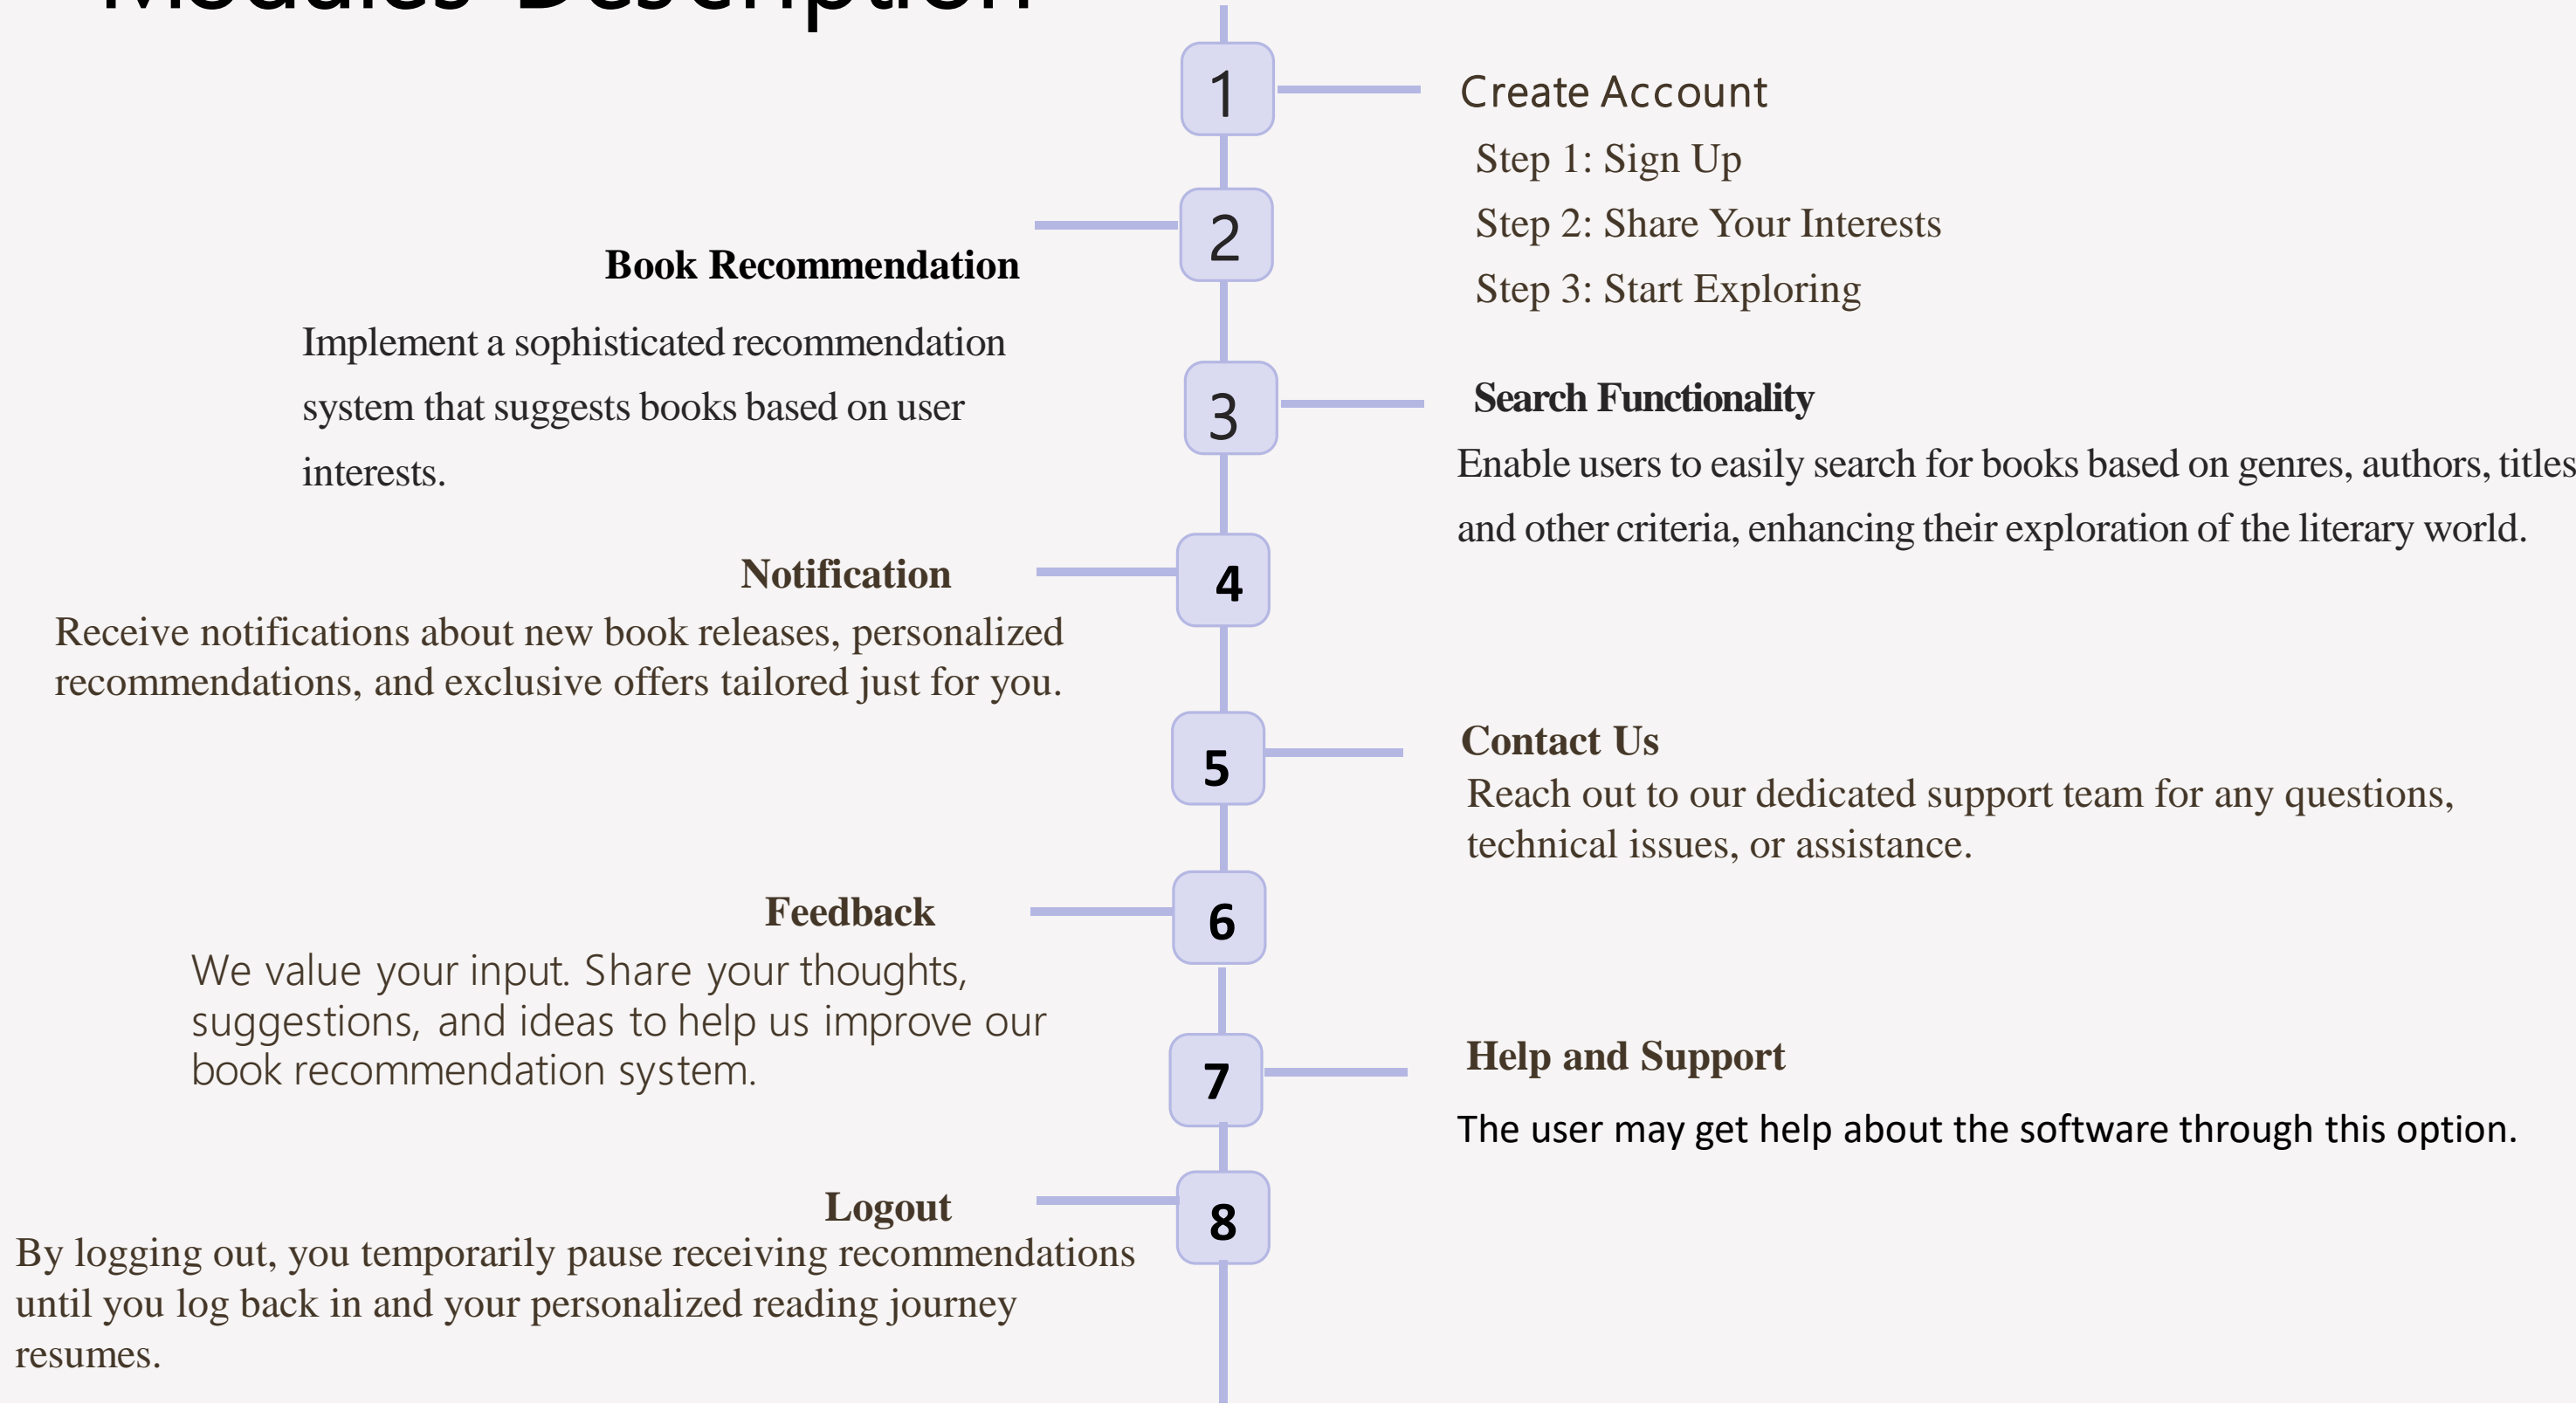 Modules Description
1
Create Account
Step 1: Sign Up
Step 2: Share Your Interests
Step 3: Start Exploring
2
Book Recommendation
Implement a sophisticated recommendation
system that suggests books based on user
interests.
3
Search Functionality
Enable users to easily search for books based on genres, authors, titles
and other criteria, enhancing their exploration of the literary world.
4
Notification
Receive notifications about new book releases, personalized
recommendations, and exclusive offers tailored just for you.
5
Contact Us
Reach out to our dedicated support team for any questions,
technical issues, or assistance.
6
Feedback
We value your input. Share your thoughts,
suggestions, and ideas to help us improve our
book recommendation system.
7
Help and Support
The user may get help about the software through this option.
8
Logout
By logging out, you temporarily pause receiving recommendations
until you log back in and your personalized reading journey
resumes.